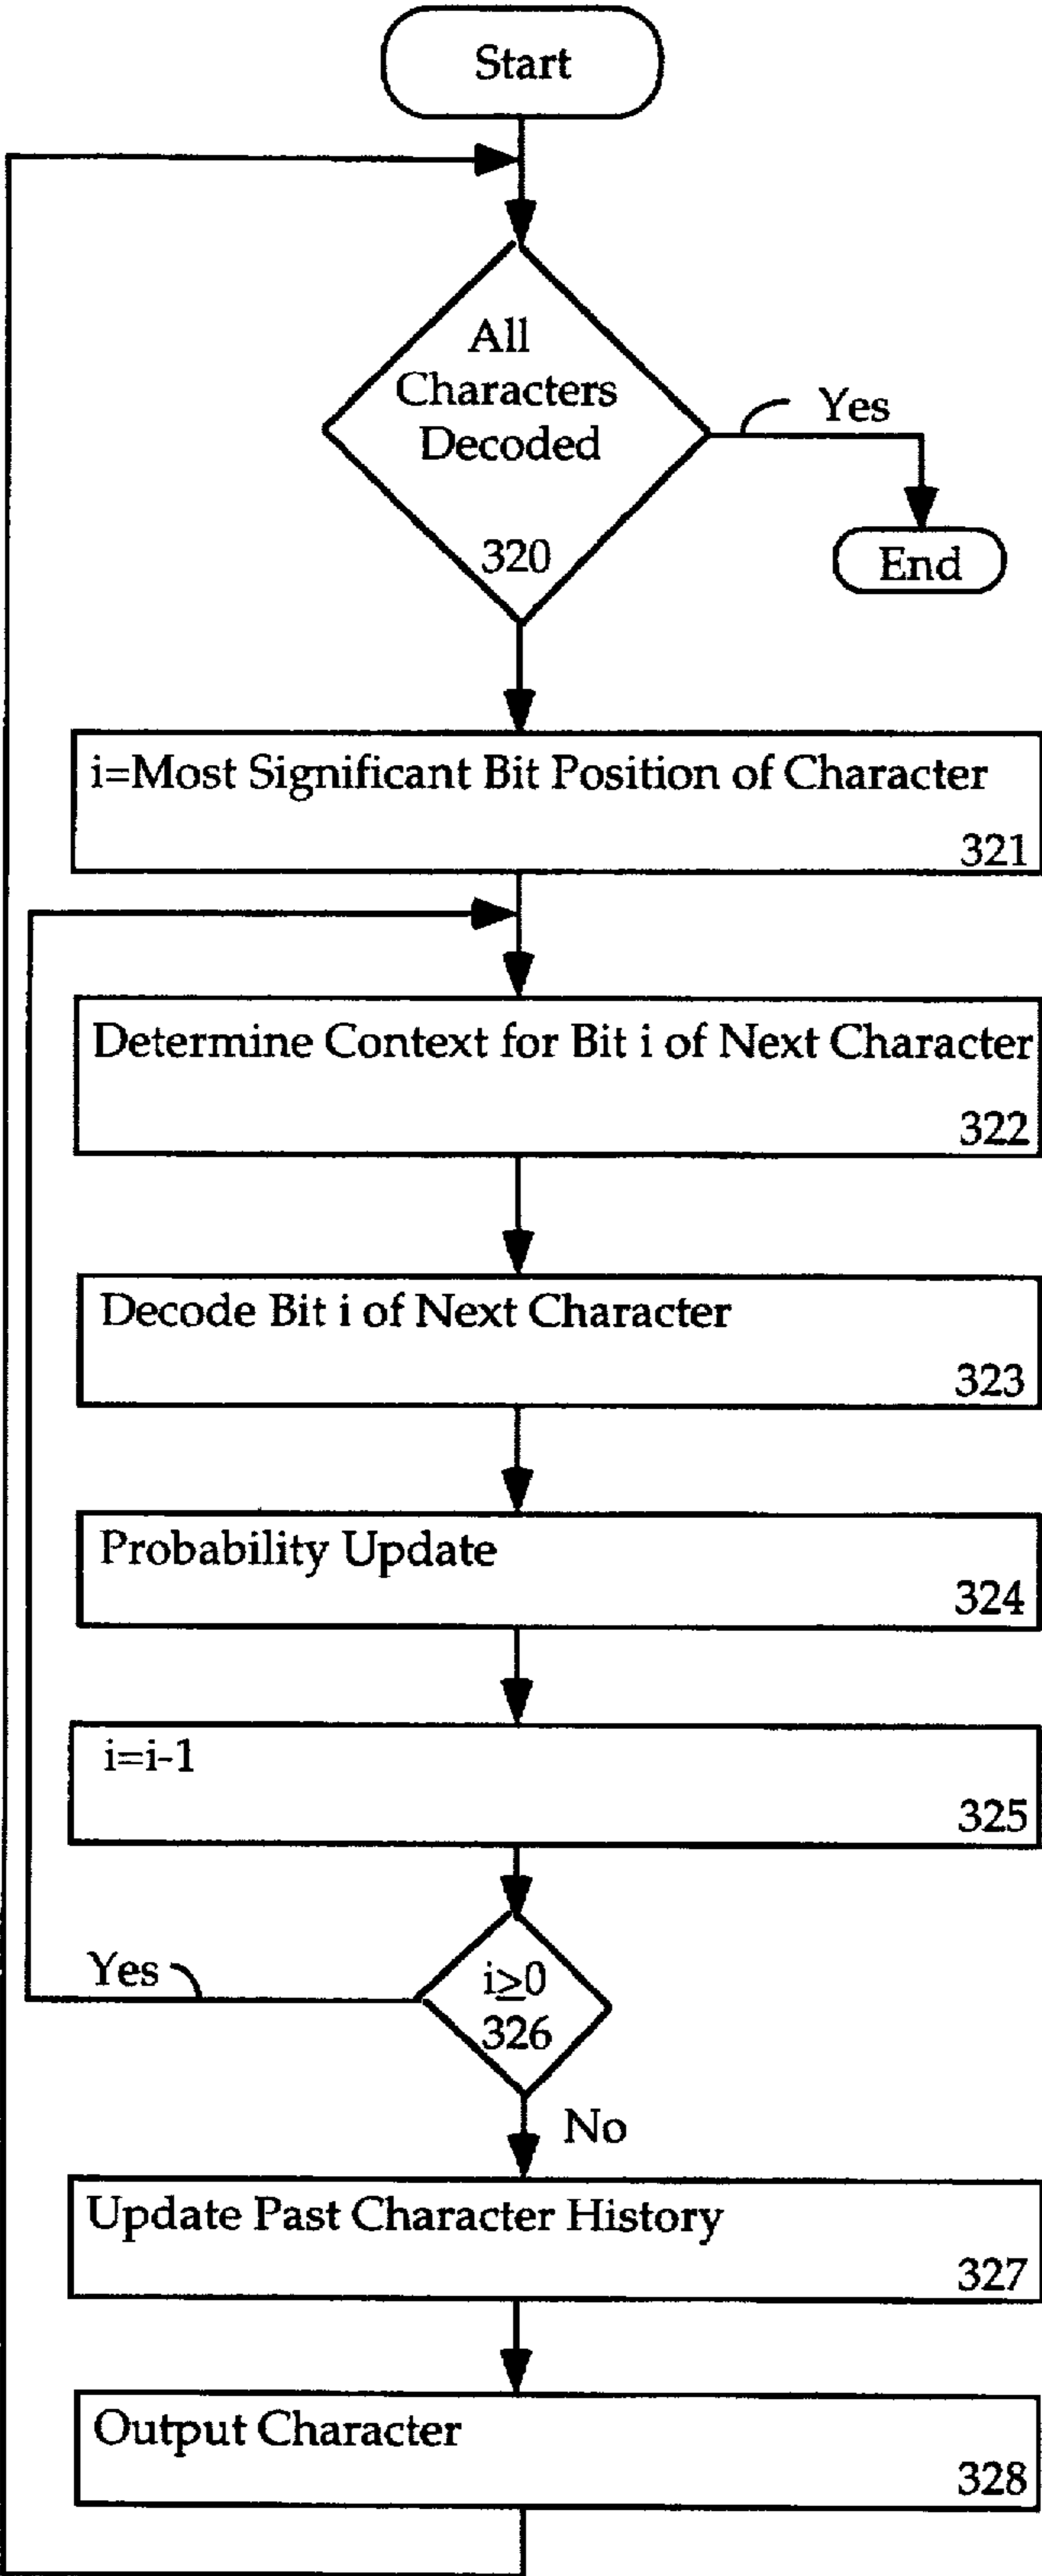 Start
All
Characters
Decoded
320
Yes
End
i=Most Significant Bit Position of Character
321
Determine Context for Bit i of Next Character
322
Decode Bit i of Next Character
323
Probability Update
324
i=i-1
325
Yes
i≥0
326
No
Update Past Character History
327
Output Character
328